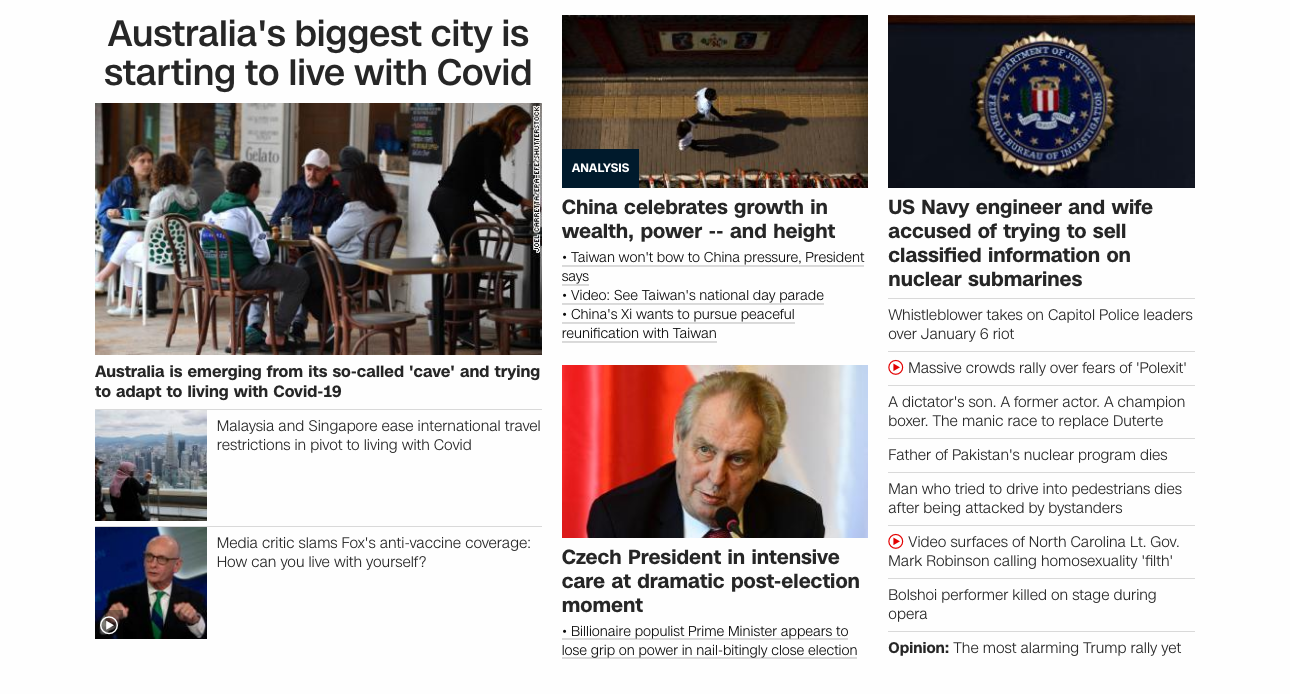 Australia's biggest city is
starting to live with Covid
Gelato
JOEL CARRETT/EPA-EFE/SHUTTERSTOCK
Australia is emerging from its so-called 'cave' and trying
to adapt to living with Covid-19
Malaysia and Singapore ease international travel
restrictions in pivot to living with Covid
Media critic slams Fox's anti-vaccine coverage:
How can you live with yourself?
ANALYSIS
China celebrates growth in
wealth, power -- and height
• Taiwan won't bow to China pressure, President
says
• Video: See Taiwan's national day parade
• China's Xi wants to pursue peaceful
reunification with Taiwan
Czech President in intensive
care at dramatic post-election
moment
• Billionaire populist Prime Minister appears to
lose grip on power in nail-bitingly close election
DEPARTMENT OF JUSTICE
FEDERAL BUREAU OF INVESTIGATION
US Navy engineer and wife
accused of trying to sell
classified information on
nuclear submarines
Whistleblower takes on Capitol Police leaders
over January 6 riot
Massive crowds rally over fears of 'Polexit'
A dictator's son. A former actor. A champion
boxer. The manic race to replace Duterte
Father of Pakistan's nuclear program dies
Man who tried to drive into pedestrians dies
after being attacked by bystanders
Video surfaces of North Carolina Lt. Gov.
Mark Robinson calling homosexuality 'filth'
Bolshoi performer killed on stage during
opera
Opinion: The most alarming Trump rally yet